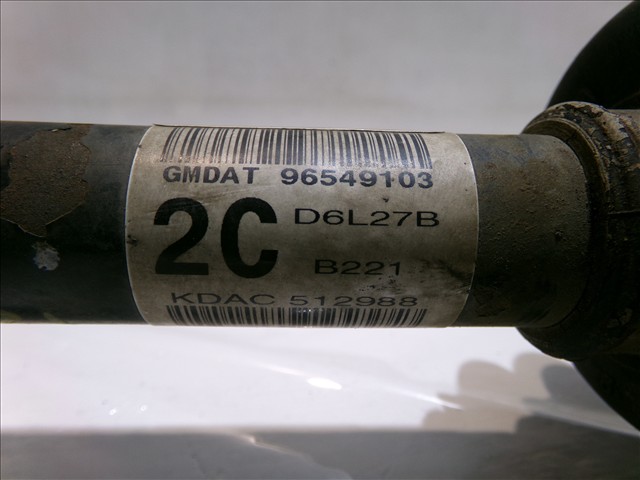 GMDAT 96549103
2C D6L27B
B221
KDAC 512988